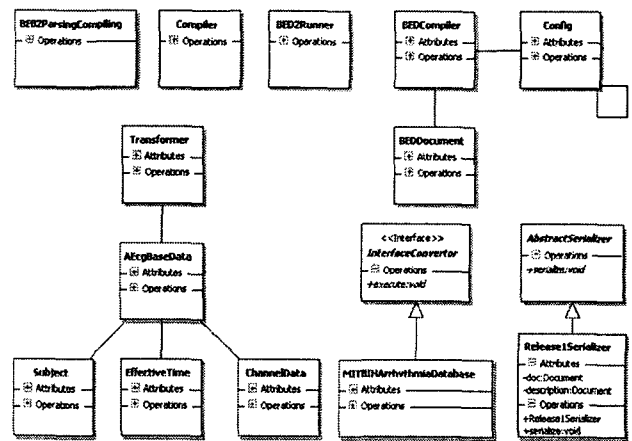 BEB2ParsingCompiling
Operations
Compiler
Operations
BED2Runner
Operations
BEDCompiler
Attributes
Operations
Config
Attributes
Operations
BEDDocument
Attributes
Operations
Transformer
Attributes
Operations
AEcgBaseData
Attributes
Operations
Subject
Attributes
Operations
EffectiveTime
Attributes
Operations
ChannelData
Attributes
Operations
<<Interface>>
InterfaceConvertor
Operations
+execute:void
MITBIHArrhythmiaDatabase
Attributes
Operations
AbstractSerializer
Operations
+serialize:void
Release1Serializer
Attributes
-doc:Document
-description:Document
Operations
+Release1Serializer
+serialize:void